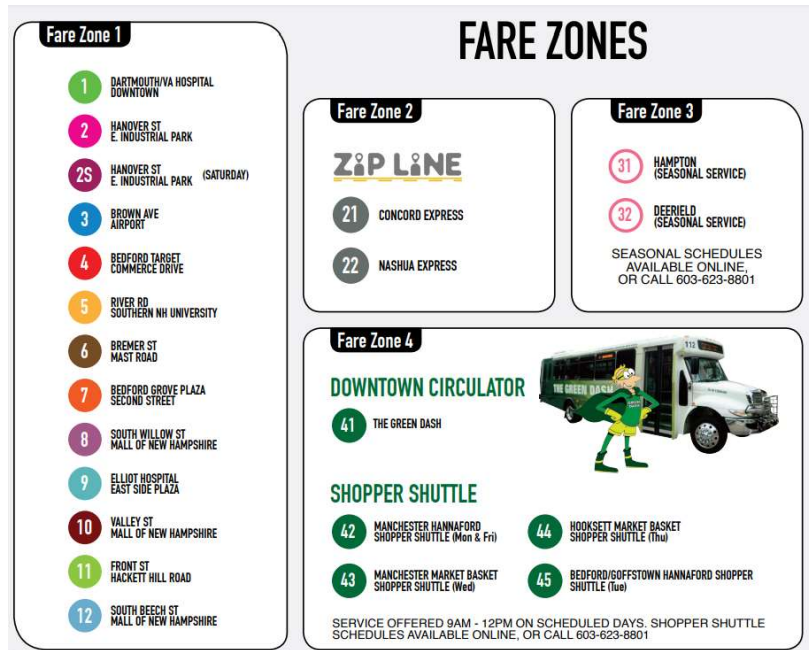 FARE ZONES
Fare Zone 1
1
DARTMOUTH/VA HOSPITAL
DOWNTOWN
2
HANOVER ST
E. INDUSTRIAL PARK
2S
HANOVER ST
E. INDUSTRIAL PARK (SATURDAY)
3
BROWN AVE
AIRPORT
4
BEDFORD TARGET
COMMERCE DRIVE
5
RIVER RD
SOUTHERN NH UNIVERSITY
6
BREMER ST
MAST ROAD
7
BEDFORD GROVE PLAZA
SECOND STREET
8
SOUTH WILLOW ST
MALL OF NEW HAMPSHIRE
9
ELLIOT HOSPITAL
EAST SIDE PLAZA
10
VALLEY ST
MALL OF NEW HAMPSHIRE
11
FRONT ST
HACKETT HILL ROAD
12
SOUTH BEECH ST
MALL OF NEW HAMPSHIRE
Fare Zone 2
ZiP LiNE
21 CONCORD EXPRESS
22 NASHUA EXPRESS
Fare Zone 3
31
HAMPTON
(SEASONAL SERVICE)
32
DEERIELD
(SEASONAL SERVICE)
SEASONAL SCHEDULES
AVAILABLE ONLINE,
OR CALL 603-623-8801
Fare Zone 4
DOWNTOWN CIRCULATOR
41 THE GREEN DASH
THE GREEN DASH
112
SHOPPER SHUTTLE
42
MANCHESTER HANNAFORD
SHOPPER SHUTTLE (Mon & Fri)
43
MANCHESTER MARKET BASKET
SHOPPER SHUTTLE (Wed)
44
HOOKSETT MARKET BASKET
SHOPPER SHUTTLE (Thu)
45
BEDFORD/GOFFSTOWN HANNAFORD SHOPPER
SHUTTLE (Tue)
SERVICE OFFERED 9AM - 12PM ON SCHEDULED DAYS. SHOPPER SHUTTLE
SCHEDULES AVAILABLE ONLINE, OR CALL 603-623-8801